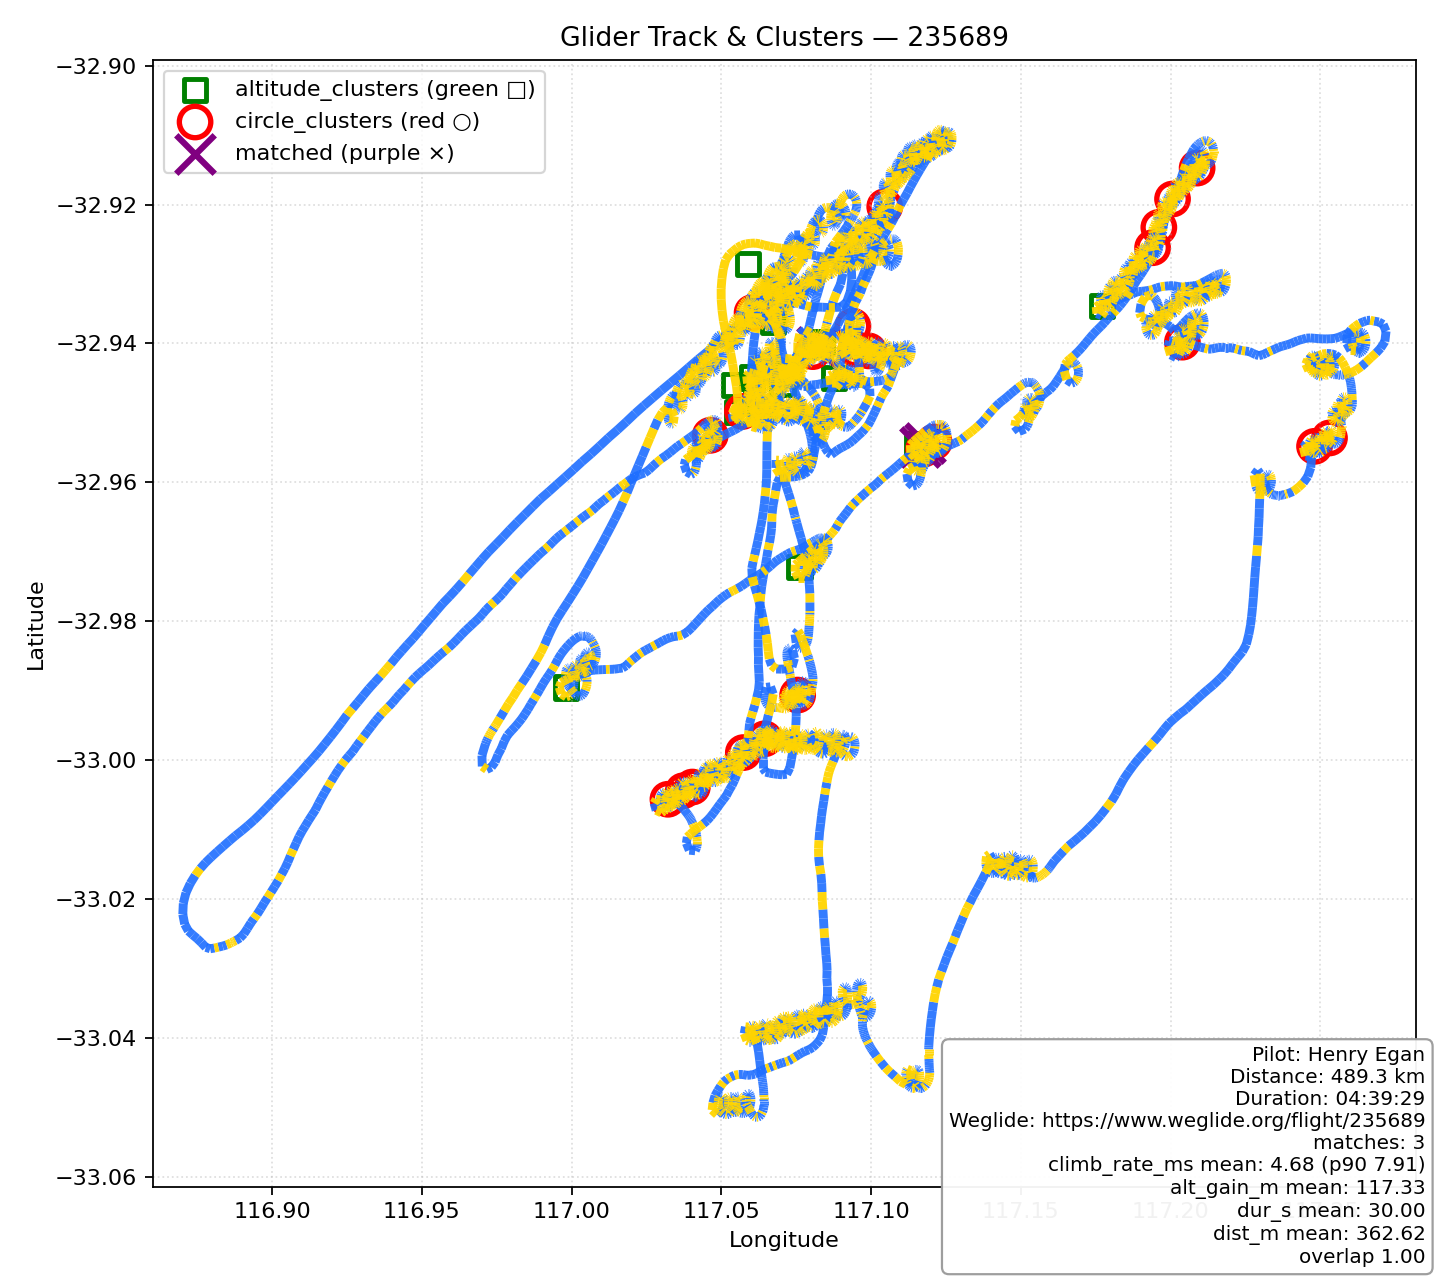 Glider Track & Clusters — 235689
altitude_clusters (green □)
circle_clusters (red ○)
matched (purple ×)
−32.90
−32.92
−32.94
−32.96
−32.98
−33.00
−33.02
−33.04
−33.06
Latitude
116.90
116.95
117.00
117.05
117.10
117.15
117.20
Longitude
Pilot: Henry Egan
Distance: 489.3 km
Duration: 04:39:29
Weglide: https://www.weglide.org/flight/235689
matches: 3
climb_rate_ms mean: 4.68 (p90 7.91)
alt_gain_m mean: 117.33
dur_s mean: 30.00
dist_m mean: 362.62
overlap 1.00